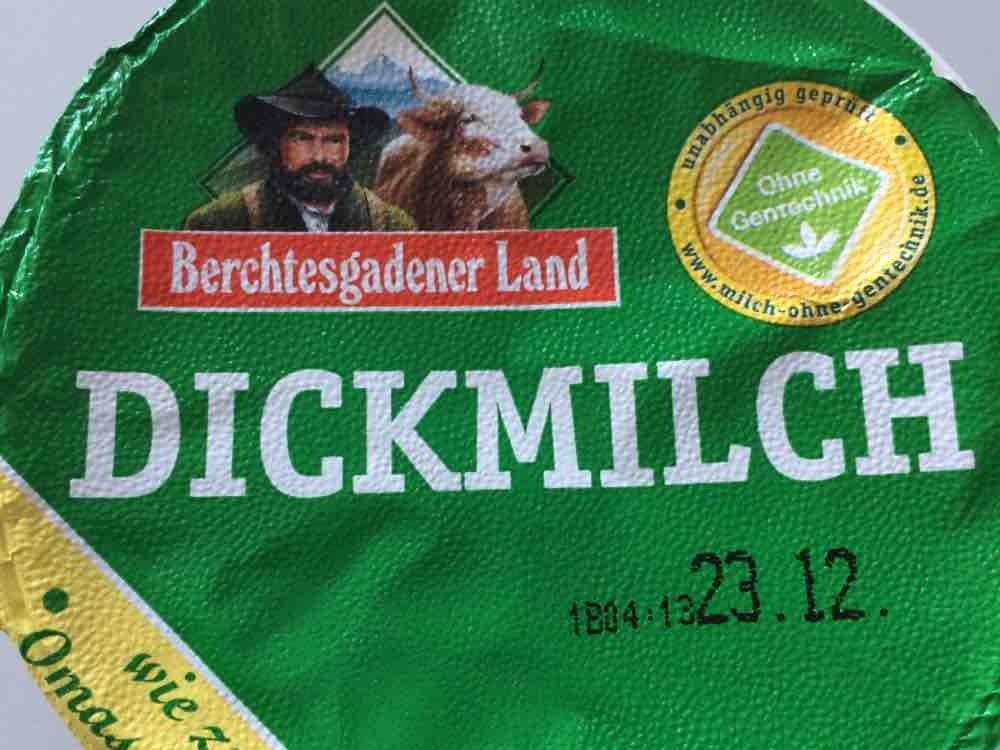 Berchtesgadener Land
unabhängig geprüft
Ohne
Gentechnik
www.milch-ohne-gentechnik.de
DICKMILCH
1B04:13 23.12.
wie z
Omas